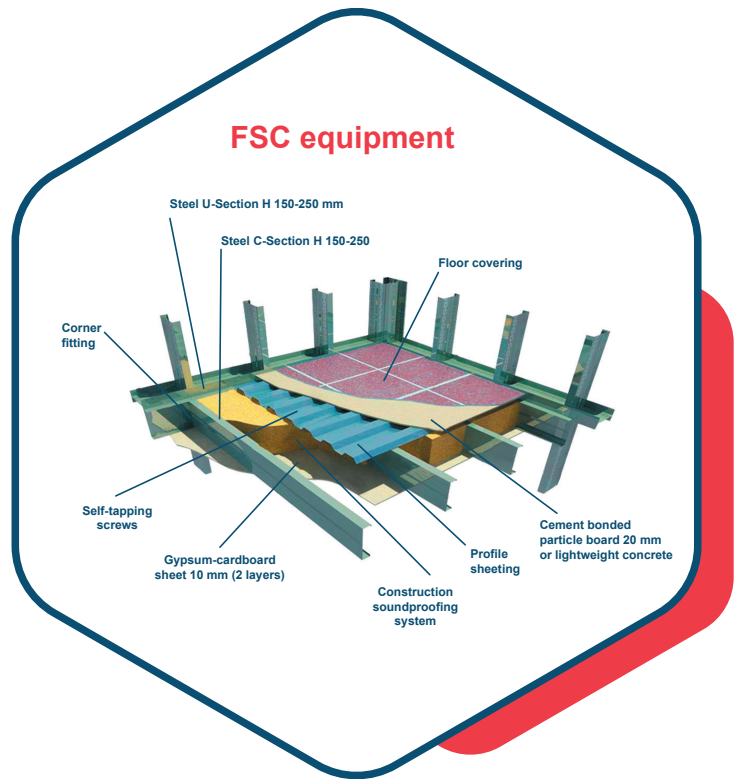 FSC equipment
Steel U-Section H 150-250 mm
Steel C-Section H 150-250
Floor covering
Corner
fitting
Self-tapping
screws
Gypsum-cardboard
sheet 10 mm (2 layers)
Construction
soundproofing
system
Profile
sheeting
Cement bonded
particle board 20 mm
or lightweight concrete